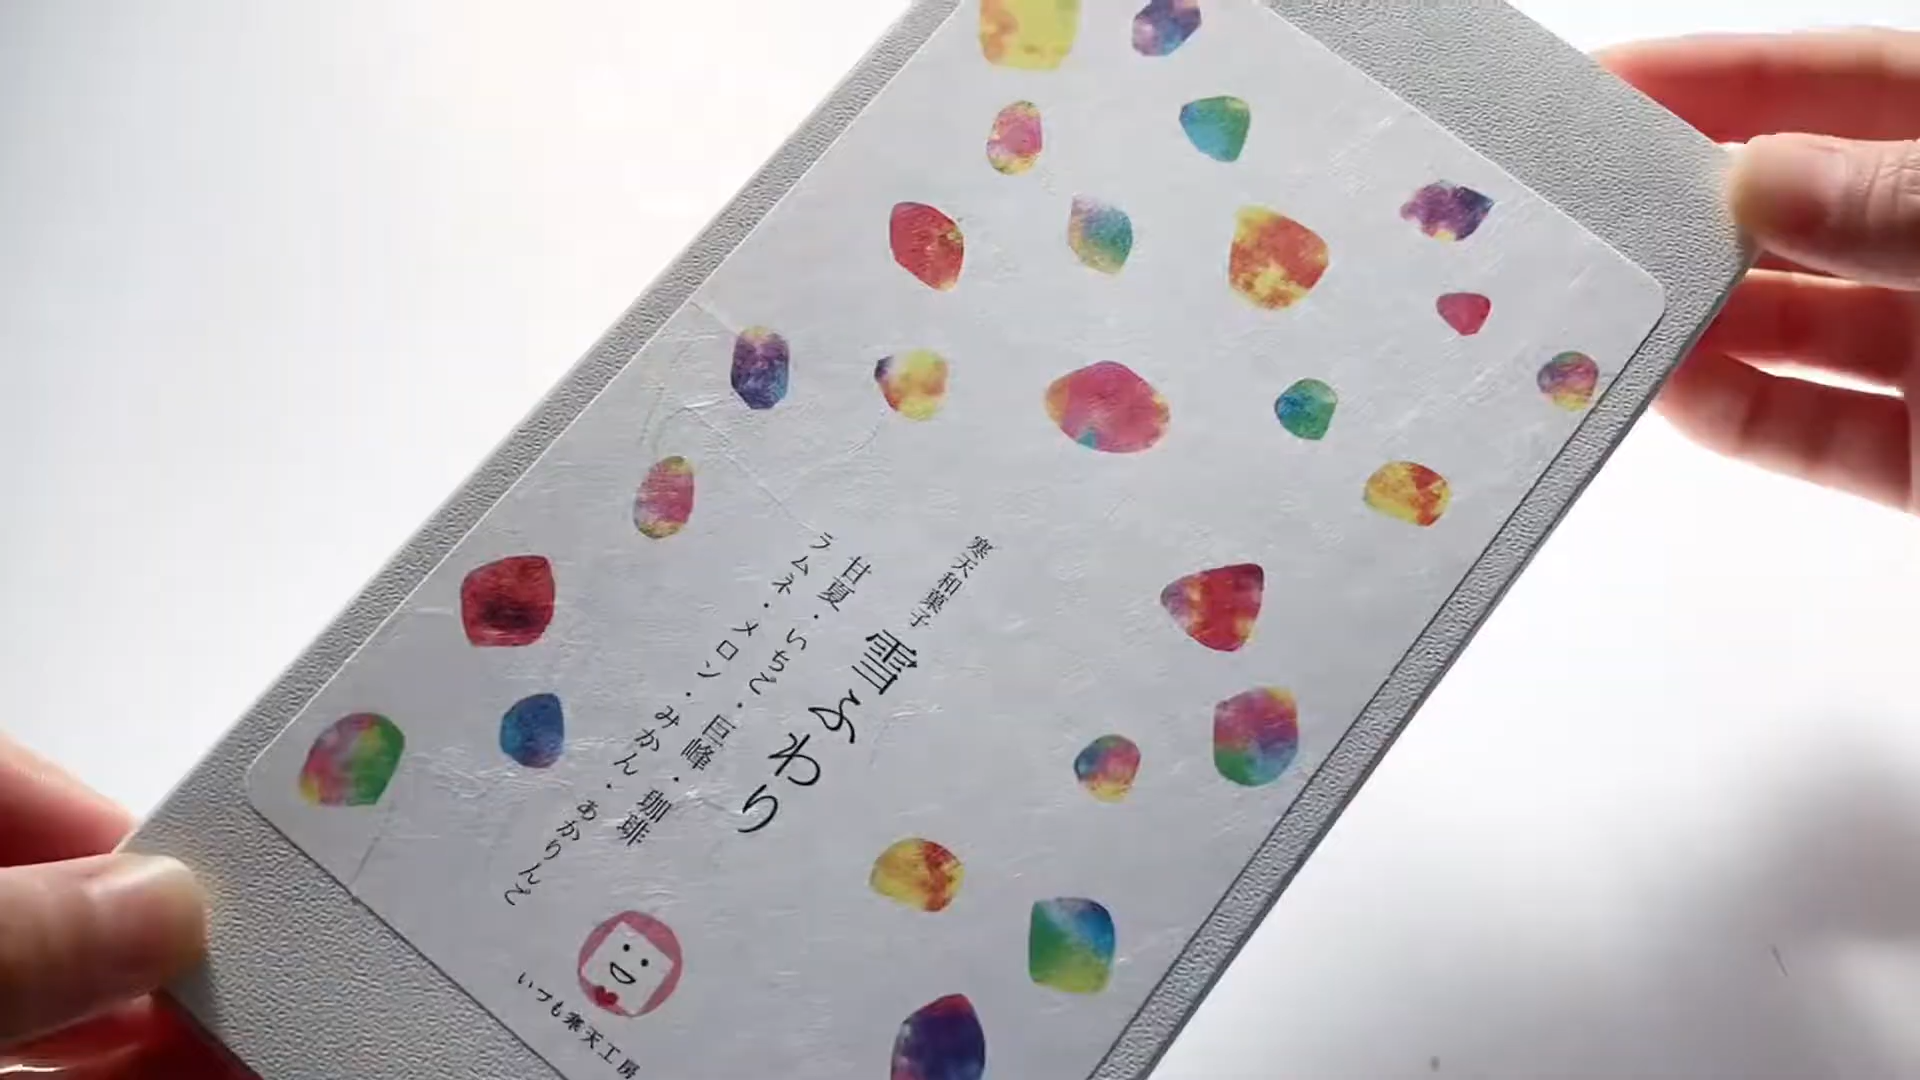 寒天和菓子
雪ふわり
甘夏・いちご・巨峰・珈琲
ラムネ・メロン・みかん・あかりんご
いつも寒天工房